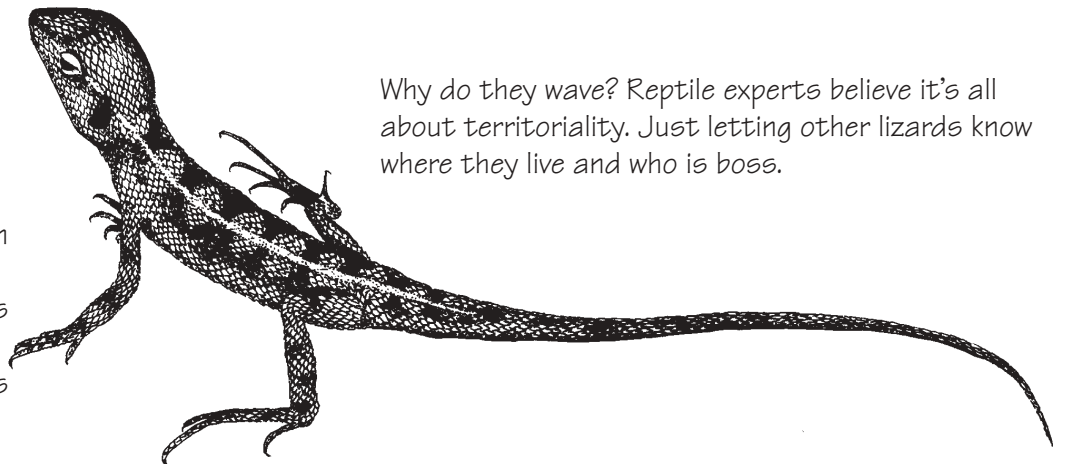 Why do they wave? Reptile experts believe it's all
about territoriality. Just letting other lizards know
where they live and who is boss.